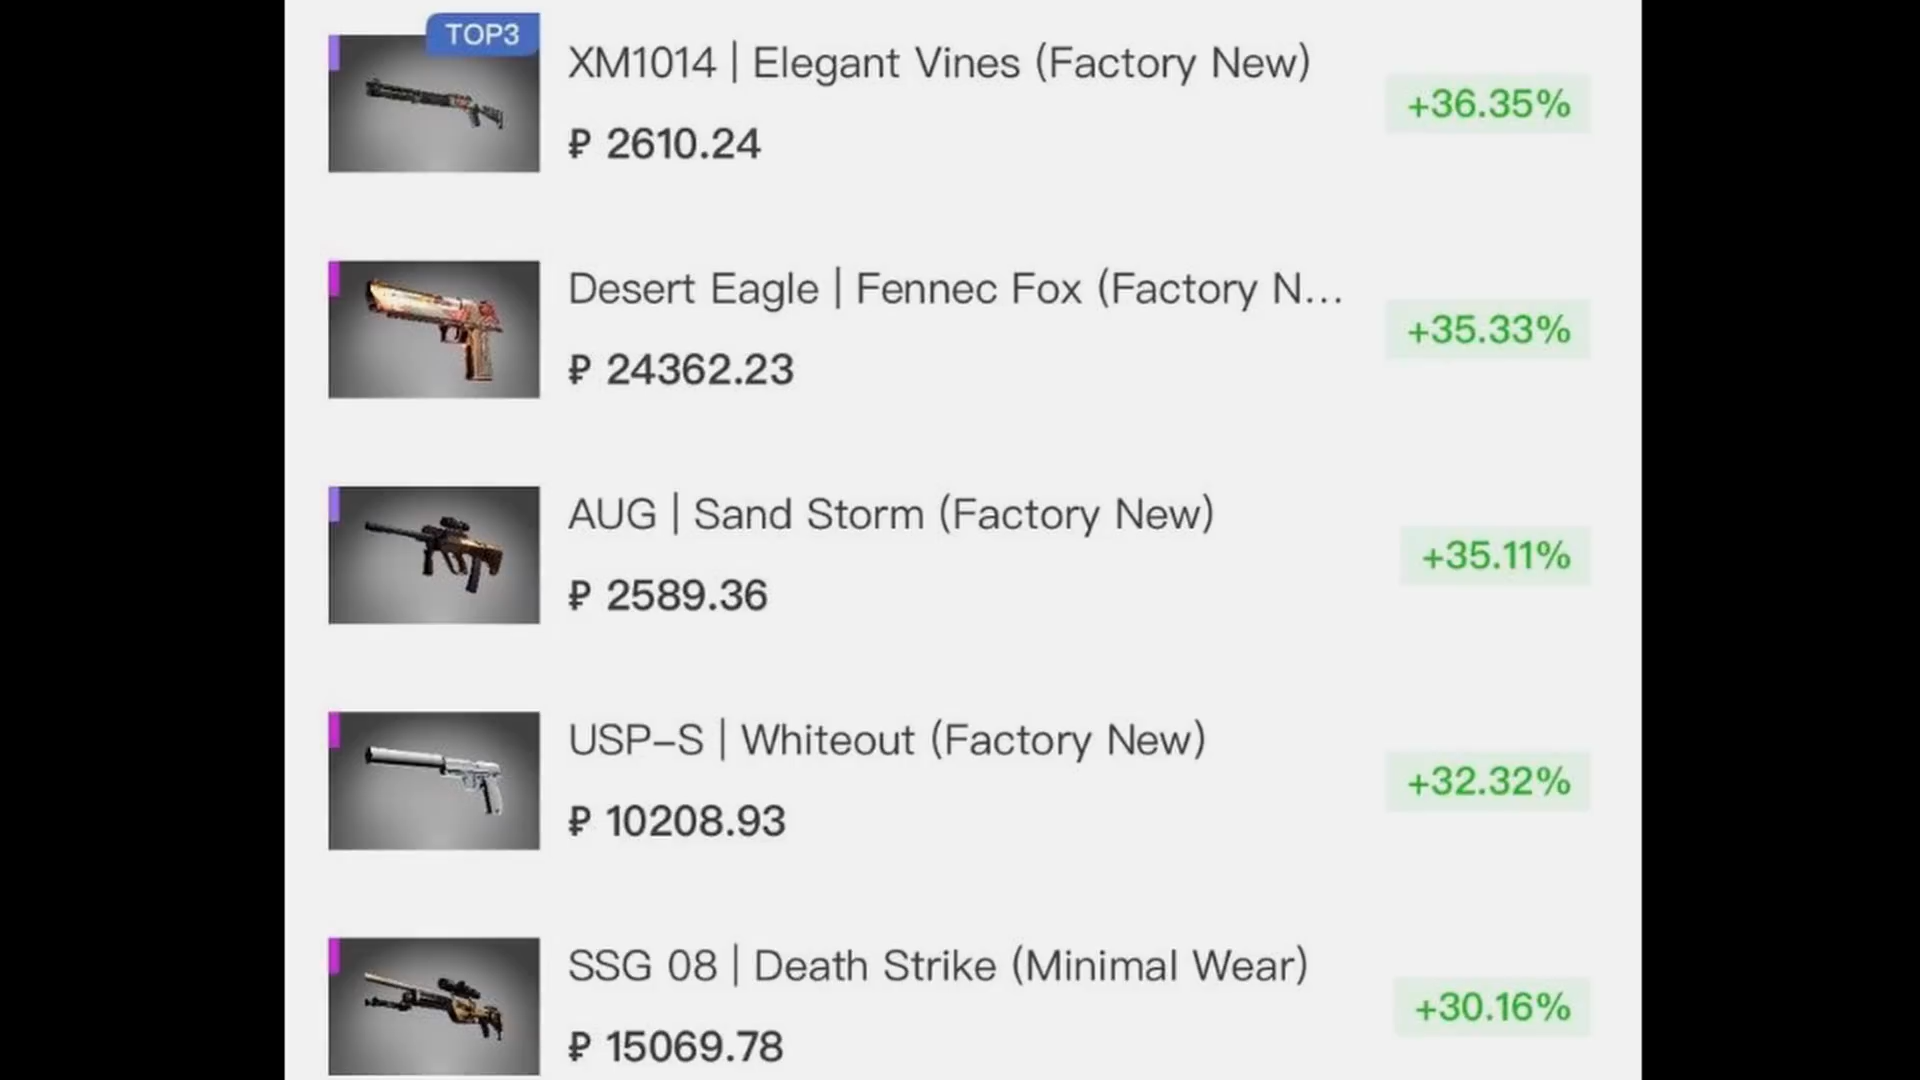 TOP3
XM1014 | Elegant Vines (Factory New)
₽ 2610.24
+36.35%
Desert Eagle | Fennec Fox (Factory N...
₽ 24362.23
+35.33%
AUG | Sand Storm (Factory New)
₽ 2589.36
+35.11%
USP-S | Whiteout (Factory New)
₽ 10208.93
+32.32%
SSG 08 | Death Strike (Minimal Wear)
₽ 15069.78
+30.16%